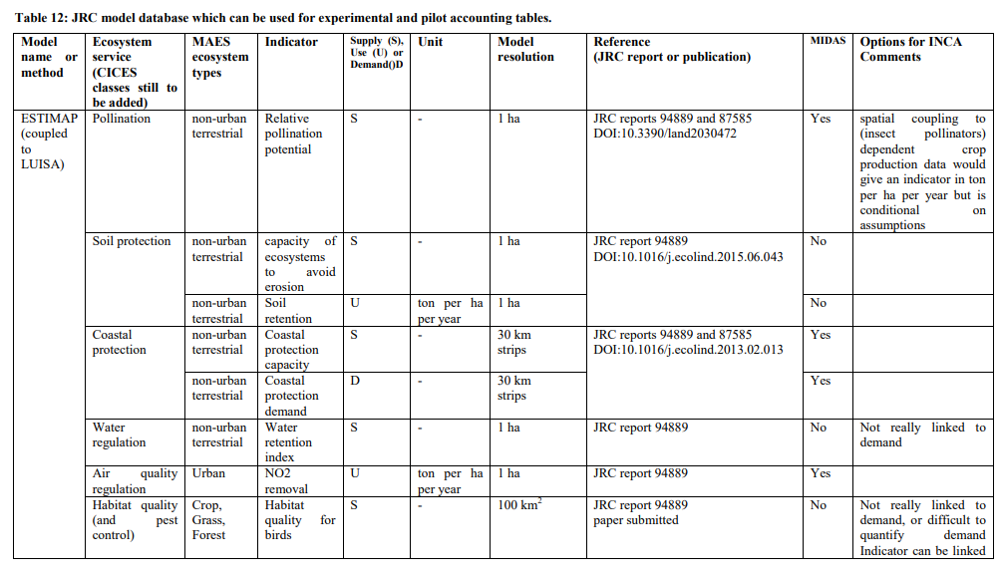 Table 12: JRC model database which can be used for experimental and pilot accounting tables.
Model name or method | Ecosystem service (CICES classes still to be added) | MAES ecosystem types | Indicator | Supply (S), Use (U) or Demand()D | Unit | Model resolution | Reference (JRC report or publication) | MIDAS | Options for INCA Comments
ESTIMAP (coupled to LUISA) | Pollination | non-urban terrestrial | Relative pollination potential | S | - | 1 ha | JRC reports 94889 and 87585 DOI:10.3390/land2030472 | Yes | spatial coupling to (insect pollinators) dependent crop production data would give an indicator in ton per ha per year but is conditional on assumptions
Soil protection | non-urban terrestrial | capacity of ecosystems to avoid erosion | S | - | 1 ha | JRC report 94889 DOI:10.1016/j.ecolind.2015.06.043 | No
non-urban terrestrial | Soil retention | U | ton per ha per year | 1 ha | No
Coastal protection | non-urban terrestrial | Coastal protection capacity | S | - | 30 km strips | JRC reports 94889 and 87585 DOI:10.1016/j.ecolind.2013.02.013 | Yes
non-urban terrestrial | Coastal protection demand | D | - | 30 km strips | Yes
Water regulation | non-urban terrestrial | Water retention index | S | - | 1 ha | JRC report 94889 | No | Not really linked to demand
Air quality regulation | Urban | NO2 removal | U | ton per ha per year | 1 ha | JRC report 94889 | Yes
Habitat quality (and pest control) | Crop, Grass, Forest | Habitat quality for birds | S | - | 100 km² | JRC report 94889 paper submitted | No | Not really linked to demand, or difficult to quantify demand Indicator can be linked